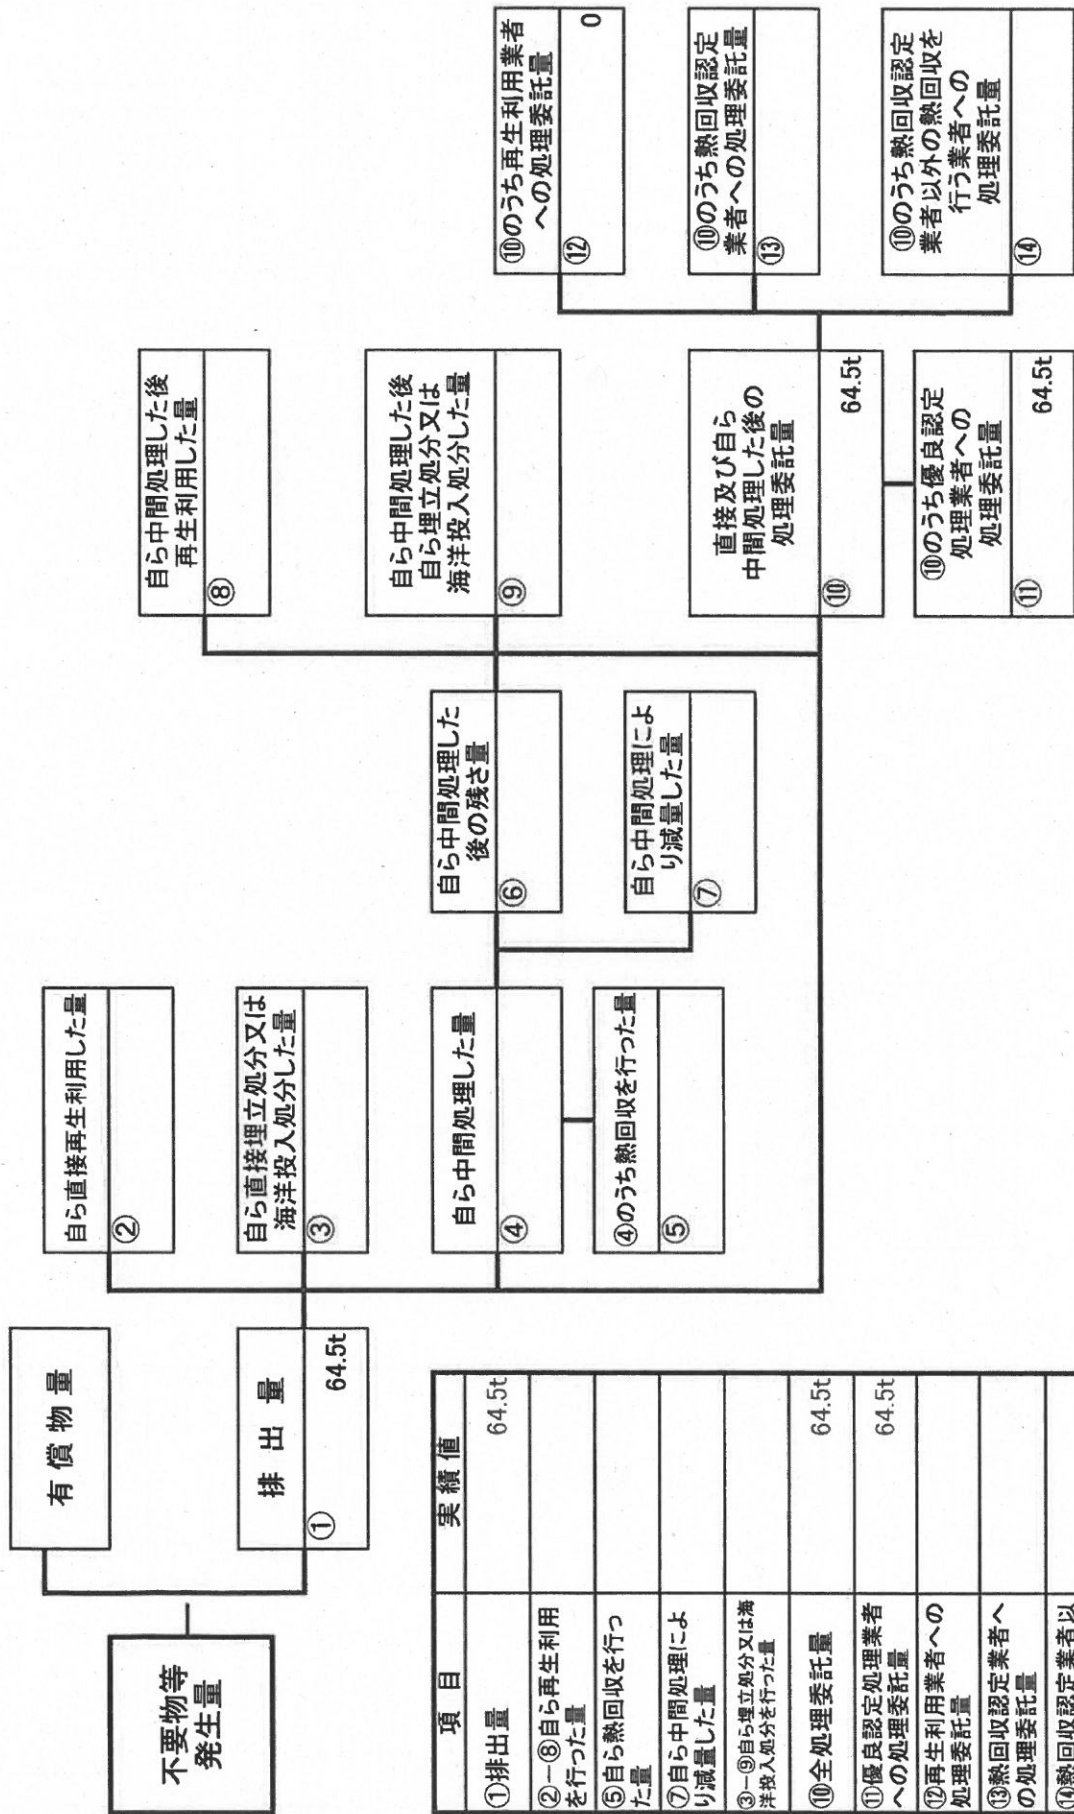 不要物等
発生量
有償物量
排出量
①
64.5t
自ら直接再生利用した量
②
自ら直接埋立処分又は
海洋投入処分した量
③
自ら中間処理した量
④
④のうち熱回収を行った量
⑤
自ら中間処理した
後の残さ量
⑥
自ら中間処理によ
り減量した量
⑦
自ら中間処理した後
再生利用した量
⑧
自ら中間処理した後
自ら埋立処分又は
海洋投入処分した量
⑨
直接及び自ら
中間処理した後の
処理委託量
⑩
64.5t
⑩のうち優良認定
処理業者への
処理委託量
⑪
64.5t
⑩のうち再生利用業者
への処理委託量
⑫
0
⑩のうち熱回収認定
業者への処理委託量
⑬
⑩のうち熱回収認定
業者以外の熱回収を
行う業者への
処理委託量
⑭
項目
実績値
①排出量
64.5t
②ー⑧自ら再生利用
を行った量
⑤自ら熱回収を行っ
た量
⑦自ら中間処理によ
り減量した量
③ー⑨自ら埋立処分又は海
洋投入処分を行った量
⑩全処理委託量
64.5t
⑪優良認定処理業者
への処理委託量
64.5t
⑫再生利用業者への
処理委託量
⑬熱回収認定業者へ
の処理委託量
⑭熱回収認定業者以